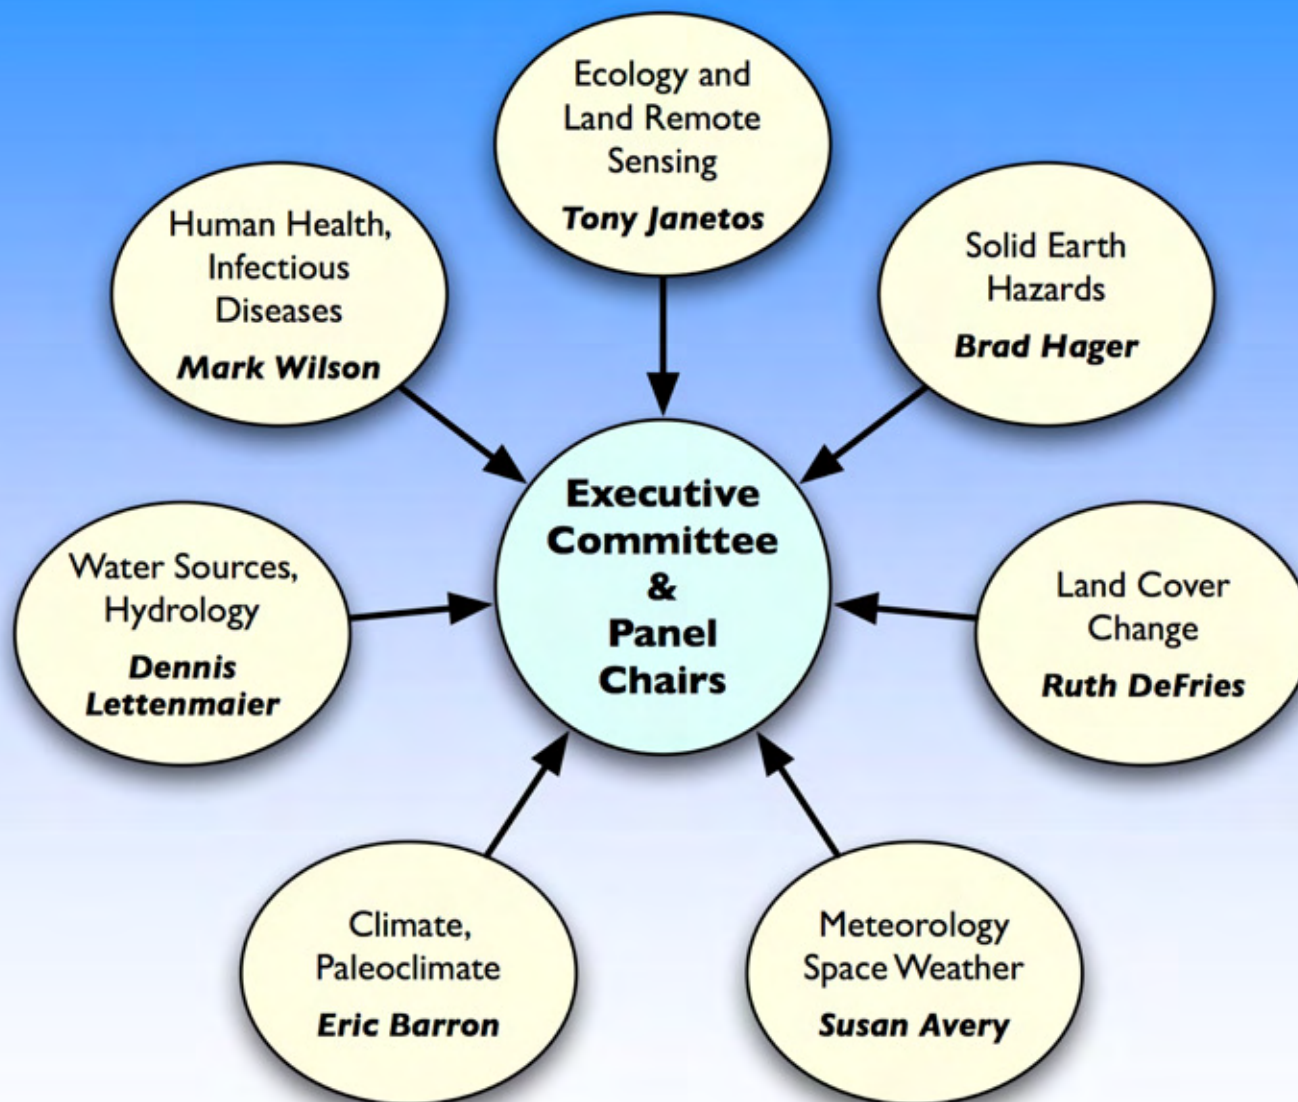 Ecology and
Land Remote
Sensing
Tony Janetos
Human Health,
Infectious
Diseases
Mark Wilson
Solid Earth
Hazards
Brad Hager
Executive
Committee
&
Panel
Chairs
Water Sources,
Hydrology
Dennis
Lettenmaier
Land Cover
Change
Ruth DeFries
Climate,
Paleoclimate
Eric Barron
Meteorology
Space Weather
Susan Avery